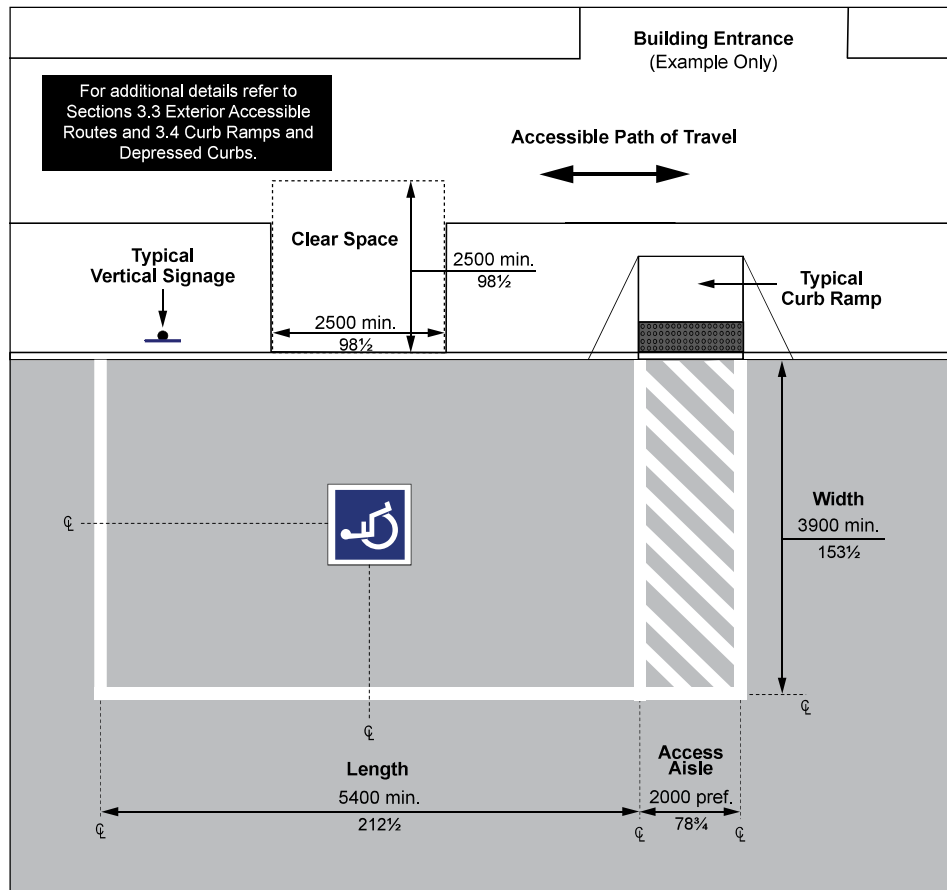 Building Entrance
(Example Only)
For additional details refer to
Sections 3.3 Exterior Accessible
Routes and 3.4 Curb Ramps and
Depressed Curbs.
Accessible Path of Travel
Clear Space
2500 min.
98½
2500 min.
98½
Typical
Vertical Signage
Typical
Curb Ramp
℄
Width
3900 min.
153½
℄
℄
Length
5400 min.
212½
Access
Aisle
2000 pref.
78¾
℄
℄
℄